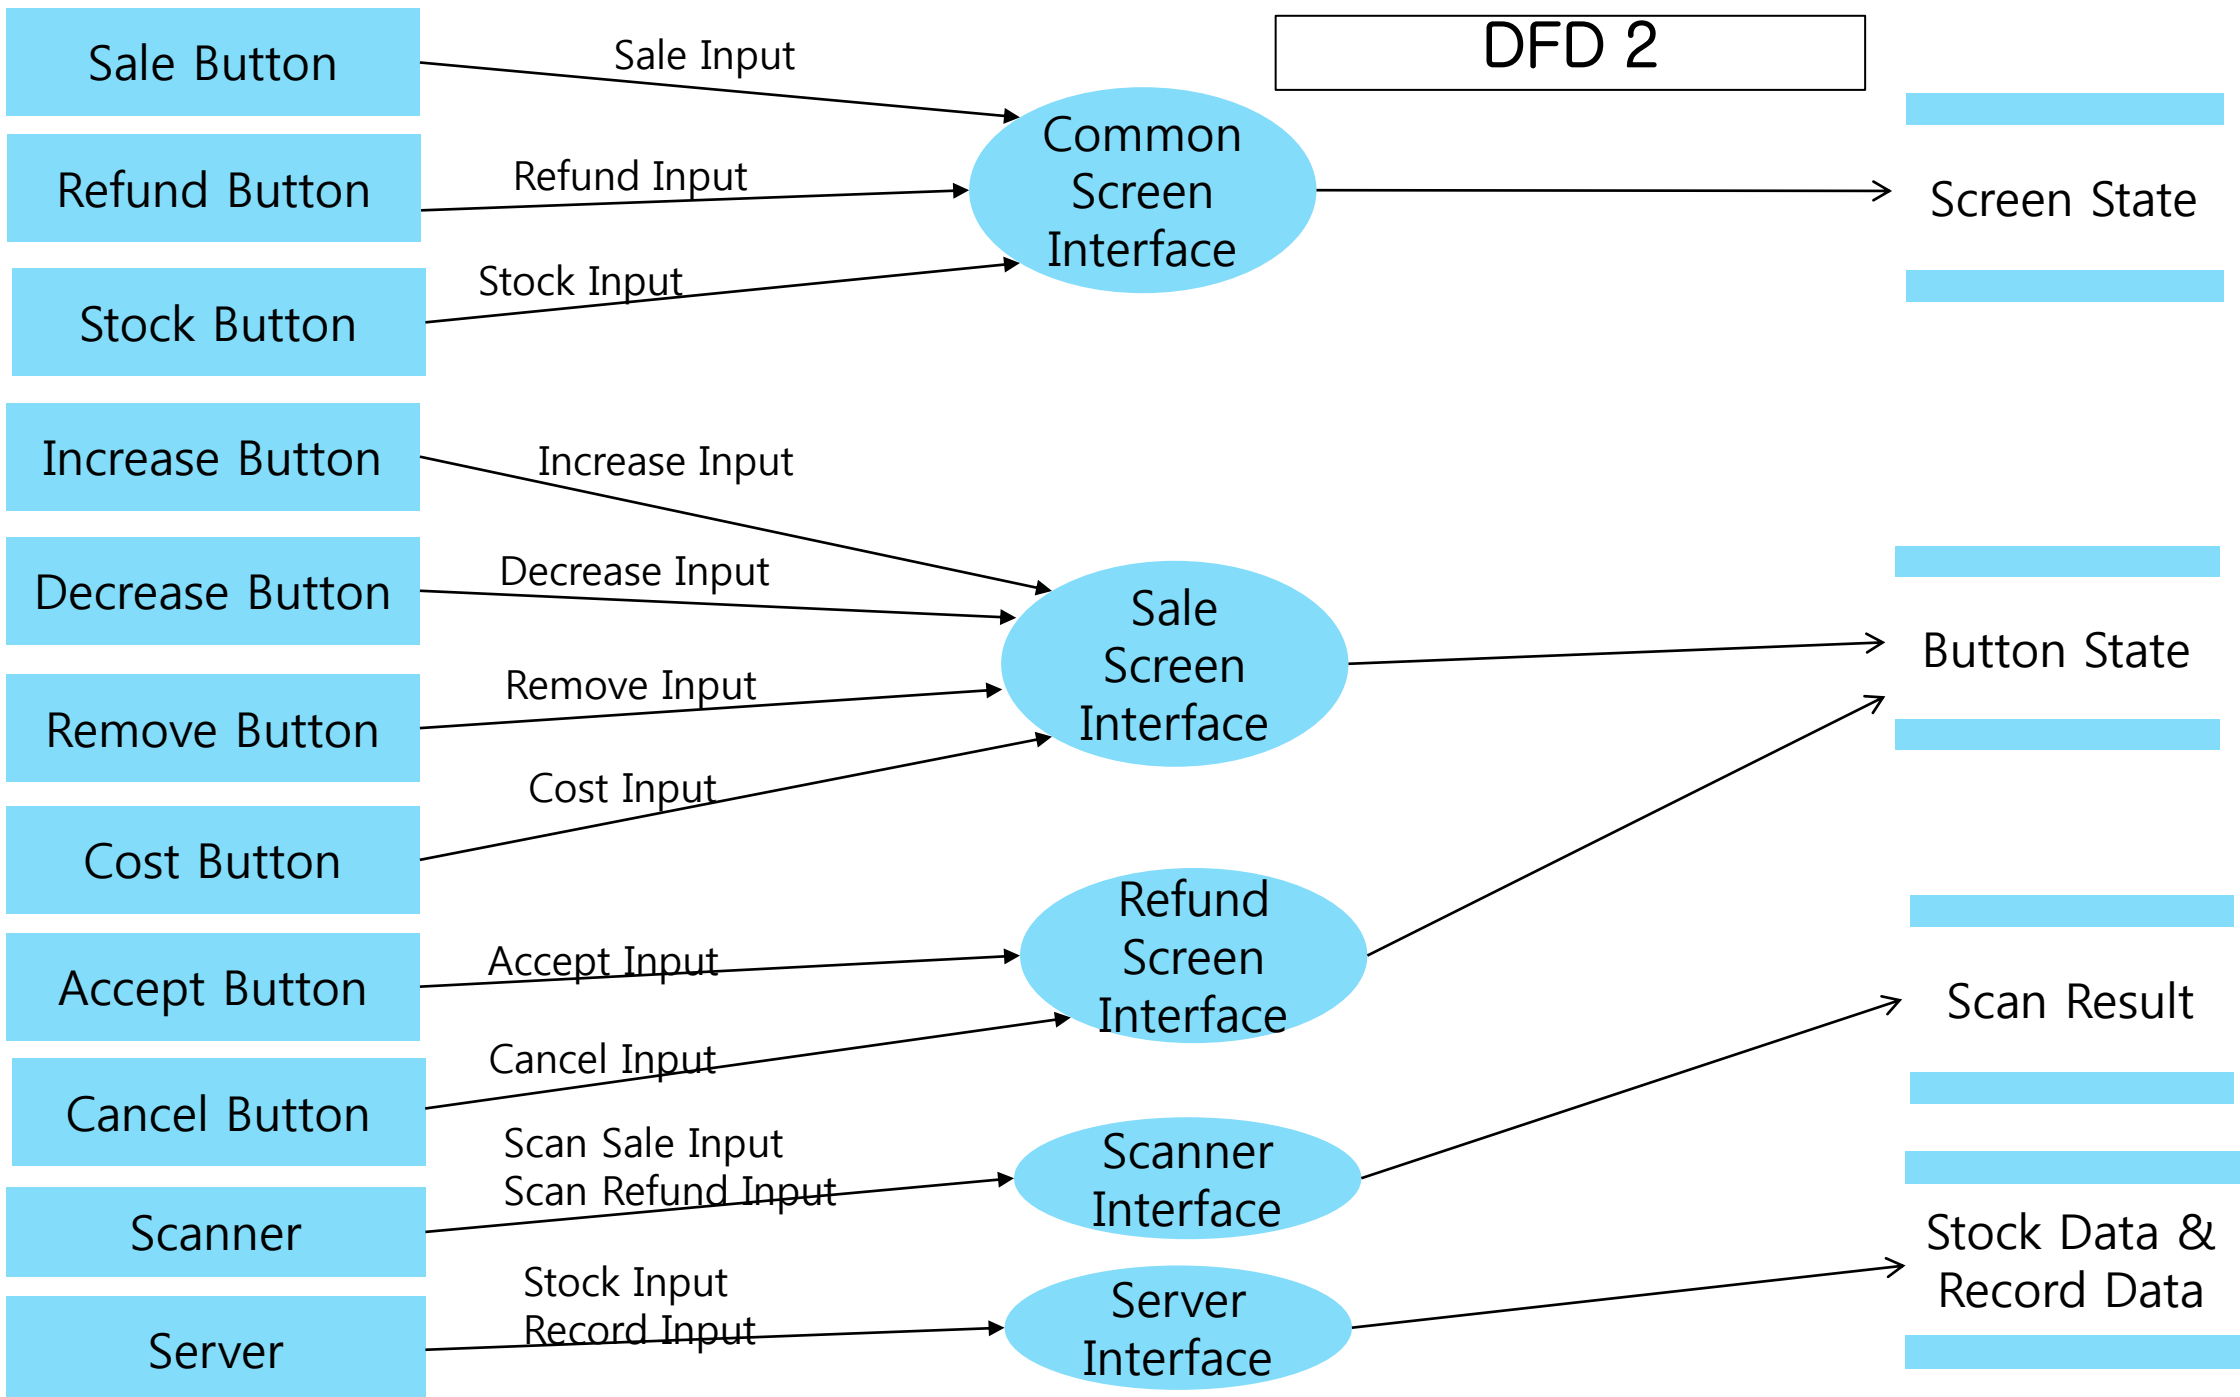 DFD 2
Sale Button
Sale Input
Refund Button
Refund Input
Stock Button
Stock Input
Common
Screen
Interface
Screen State
Increase Button
Increase Input
Decrease Button
Decrease Input
Remove Button
Remove Input
Cost Button
Cost Input
Sale
Screen
Interface
Button State
Accept Button
Accept Input
Cancel Button
Cancel Input
Refund
Screen
Interface
Scanner
Scan Sale Input
Scan Refund Input
Scanner
Interface
Scan Result
Server
Stock Input
Record Input
Server
Interface
Stock Data &
Record Data